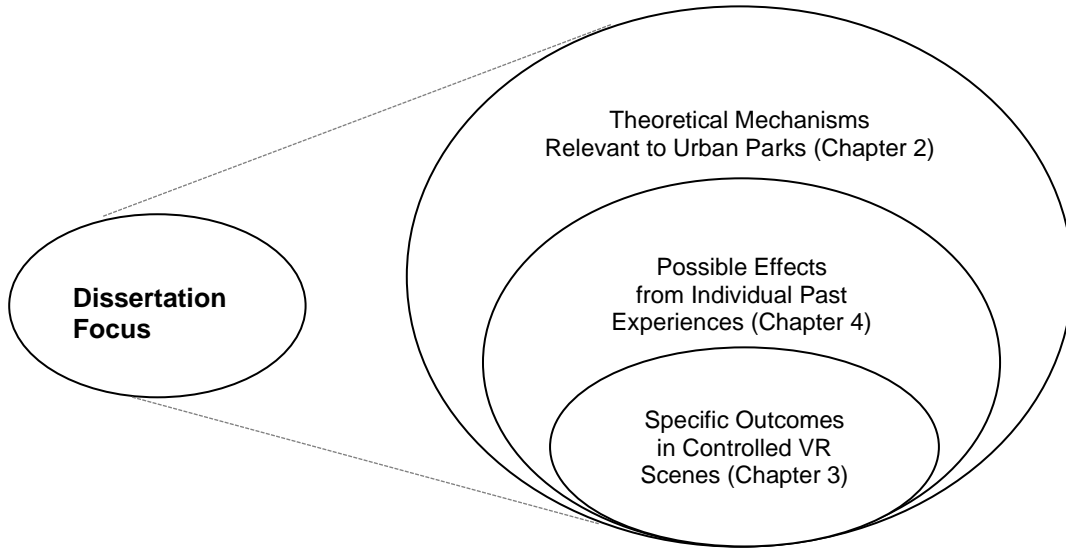 Theoretical Mechanisms
Relevant to Urban Parks (Chapter 2)
Possible Effects
from Individual Past
Experiences (Chapter 4)
Dissertation
Focus
Specific Outcomes
in Controlled VR
Scenes (Chapter 3)